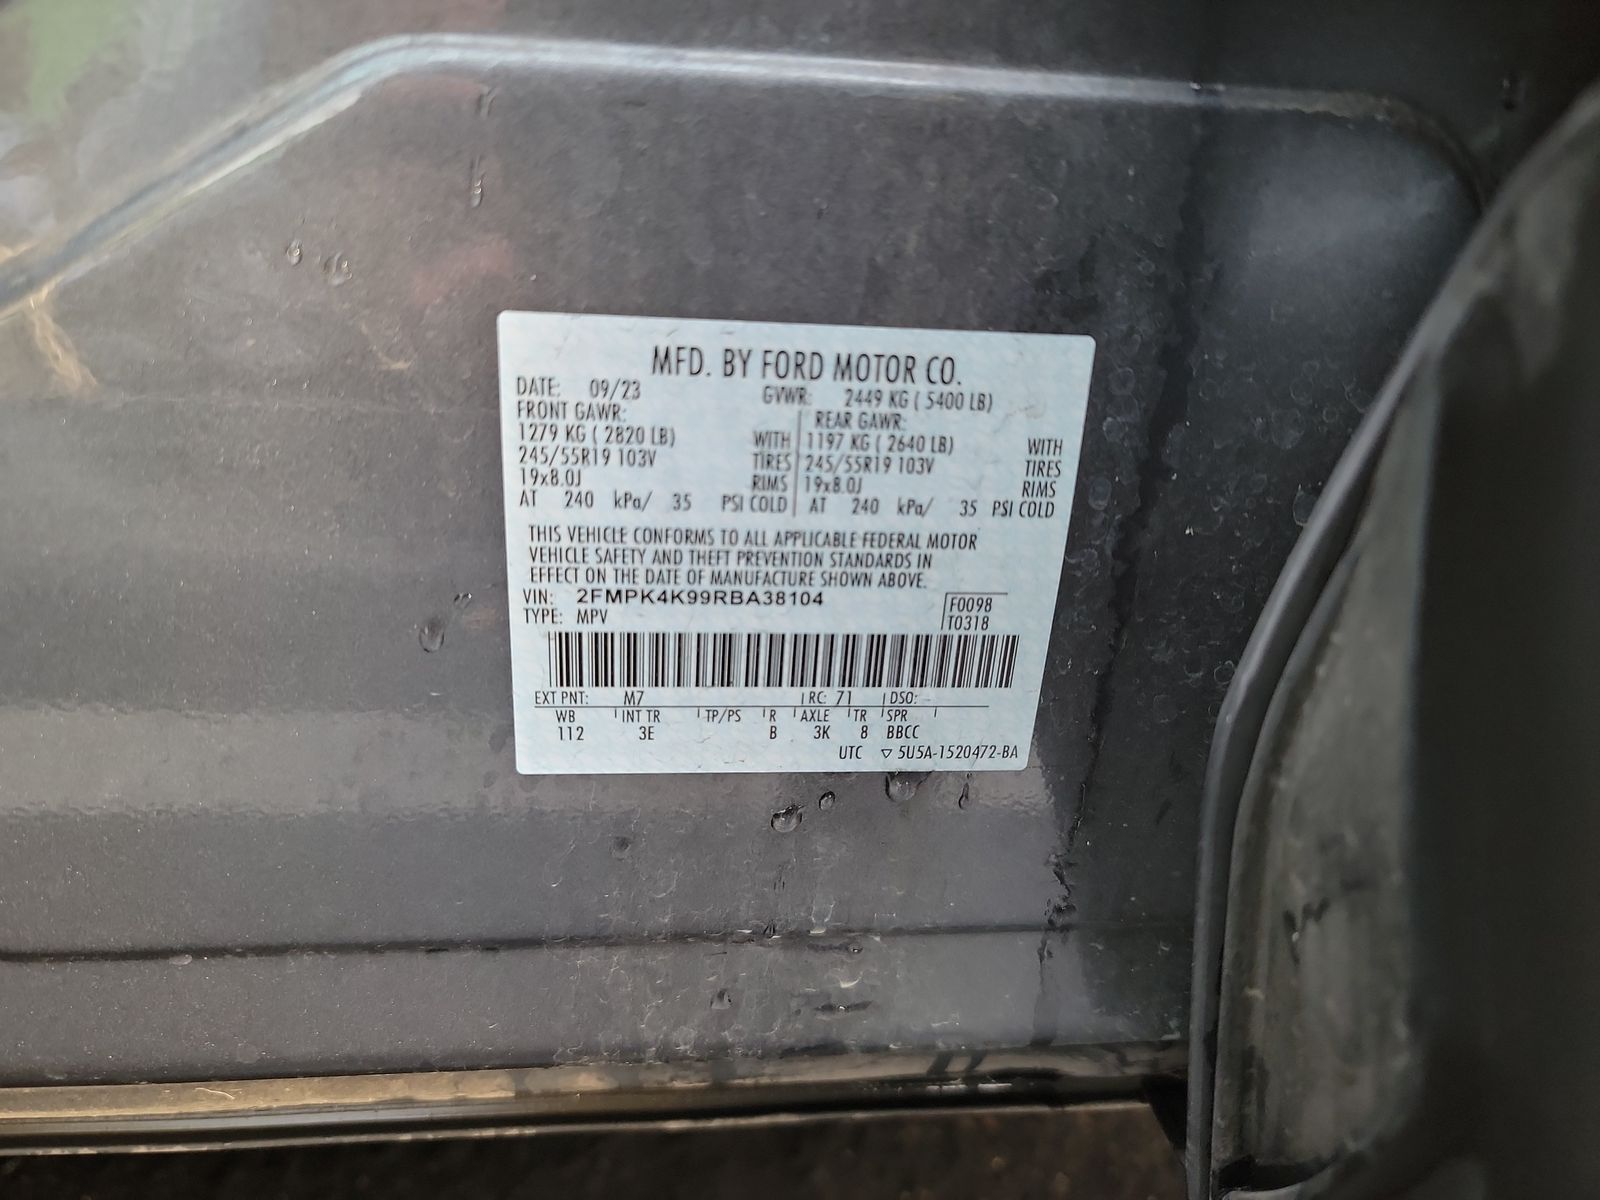 MFD. BY FORD MOTOR CO.
DATE: 09/23 GVWR: 2449 KG ( 5400 LB)
FRONT GAWR: REAR GAWR:
1279 KG ( 2820 LB) WITH 1197 KG ( 2640 LB) WITH
245/55R19 103V TIRES 245/55R19 103V TIRES
19x8.0J RIMS 19x8.0J RIMS
AT 240 kPa/ 35 PSI COLD AT 240 kPa/ 35 PSI COLD
THIS VEHICLE CONFORMS TO ALL APPLICABLE FEDERAL MOTOR
VEHICLE SAFETY AND THEFT PREVENTION STANDARDS IN
EFFECT ON THE DATE OF MANUFACTURE SHOWN ABOVE.
VIN: 2FMPK4K99RBA38104 F0098
TYPE: MPV T0318
EXT PNT: M7 RC: 71 DSO:
WB INT TR TP/PS R AXLE TR SPR
112 3E B 3K 8 BBCC
UTC ▽ 5U5A-1520472-BA